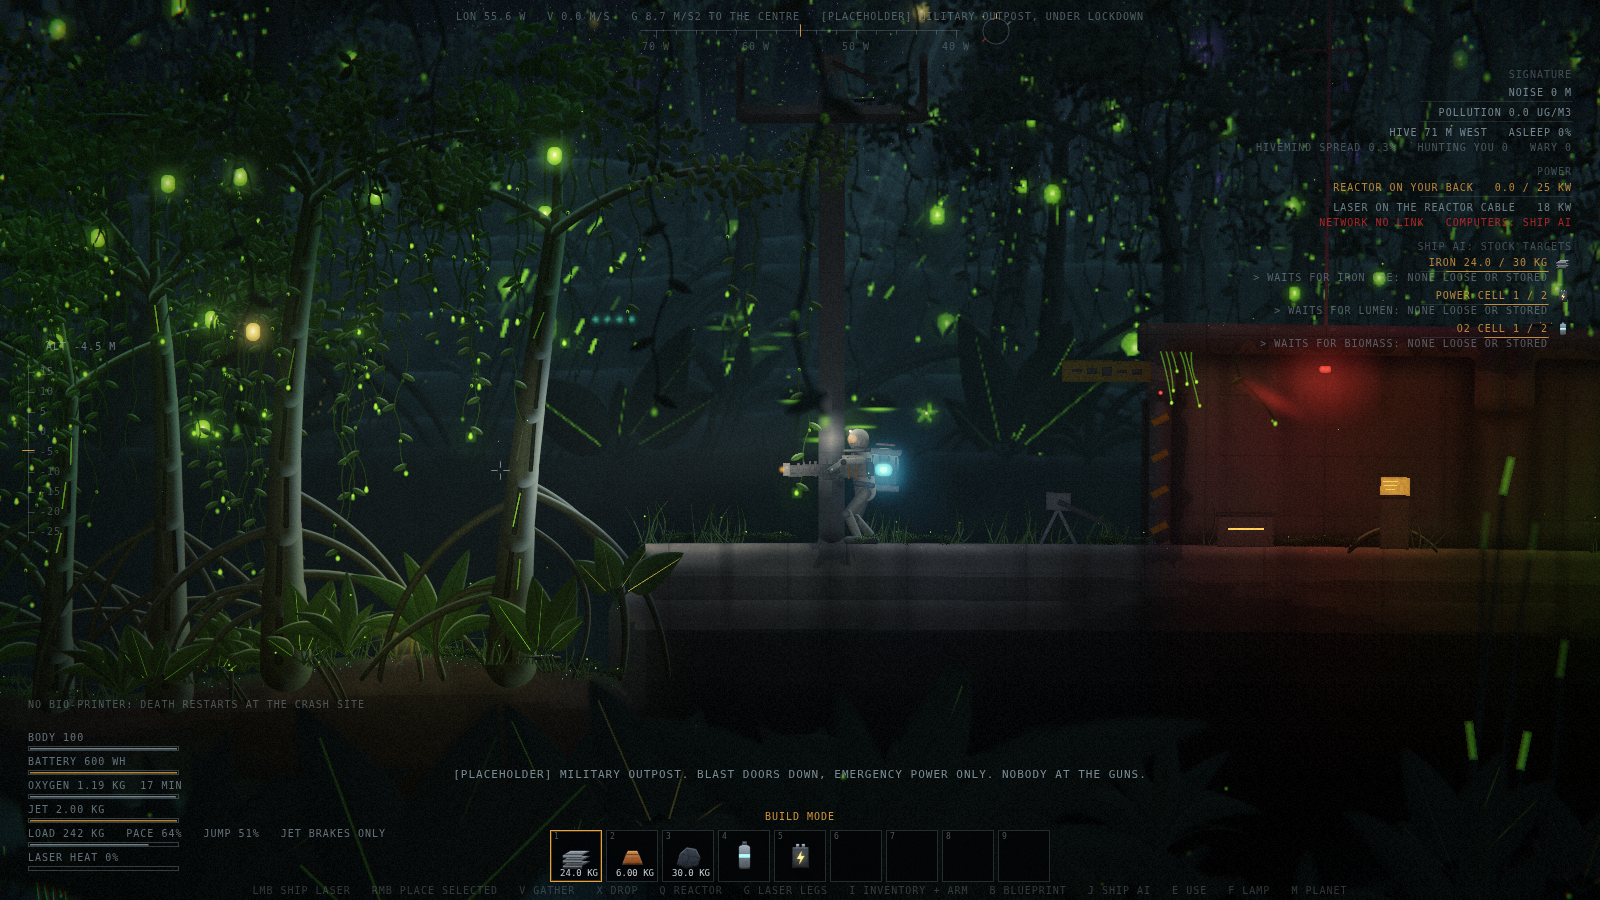 LON 55.6 W V 0.0 M/S G 8.7 M/S2 TO THE CENTRE [PLACEHOLDER] MILITARY OUTPOST, UNDER LOCKDOWN
70 W 60 W 50 W 40 W
SIGNATURE
NOISE 0 M
POLLUTION 0.0 UG/M3
HIVE 71 M WEST ASLEEP 0%
HIVEMIND SPREAD 0.3% HUNTING YOU 0 WARY 0
POWER
REACTOR ON YOUR BACK 0.0 / 25 KW
LASER ON THE REACTOR CABLE 18 KW
NETWORK NO LINK COMPUTERS: SHIP AI
SHIP AI: STOCK TARGETS
IRON 24.0 / 30 KG
> WAITS FOR IRON ORE: NONE LOOSE OR STORED
POWER CELL 1 / 2
> WAITS FOR LUMEN: NONE LOOSE OR STORED
O2 CELL 1 / 2
> WAITS FOR BIOMASS: NONE LOOSE OR STORED
ALT -4.5 M
15
10
5
0
-5
-10
-15
-20
-25
NO BIO-PRINTER: DEATH RESTARTS AT THE CRASH SITE
BODY 100
BATTERY 600 WH
OXYGEN 1.19 KG 17 MIN
JET 2.00 KG
LOAD 242 KG PACE 64% JUMP 51% JET BRAKES ONLY
LASER HEAT 0%
[PLACEHOLDER] MILITARY OUTPOST. BLAST DOORS DOWN, EMERGENCY POWER ONLY. NOBODY AT THE GUNS.
BUILD MODE
1 2 3 4 5 6 7 8 9
24.0 KG 6.00 KG 30.0 KG
LMB SHIP LASER RMB PLACE SELECTED V GATHER X DROP Q REACTOR G LASER LEGS I INVENTORY + ARM B BLUEPRINT J SHIP AI E USE F LAMP M PLANET